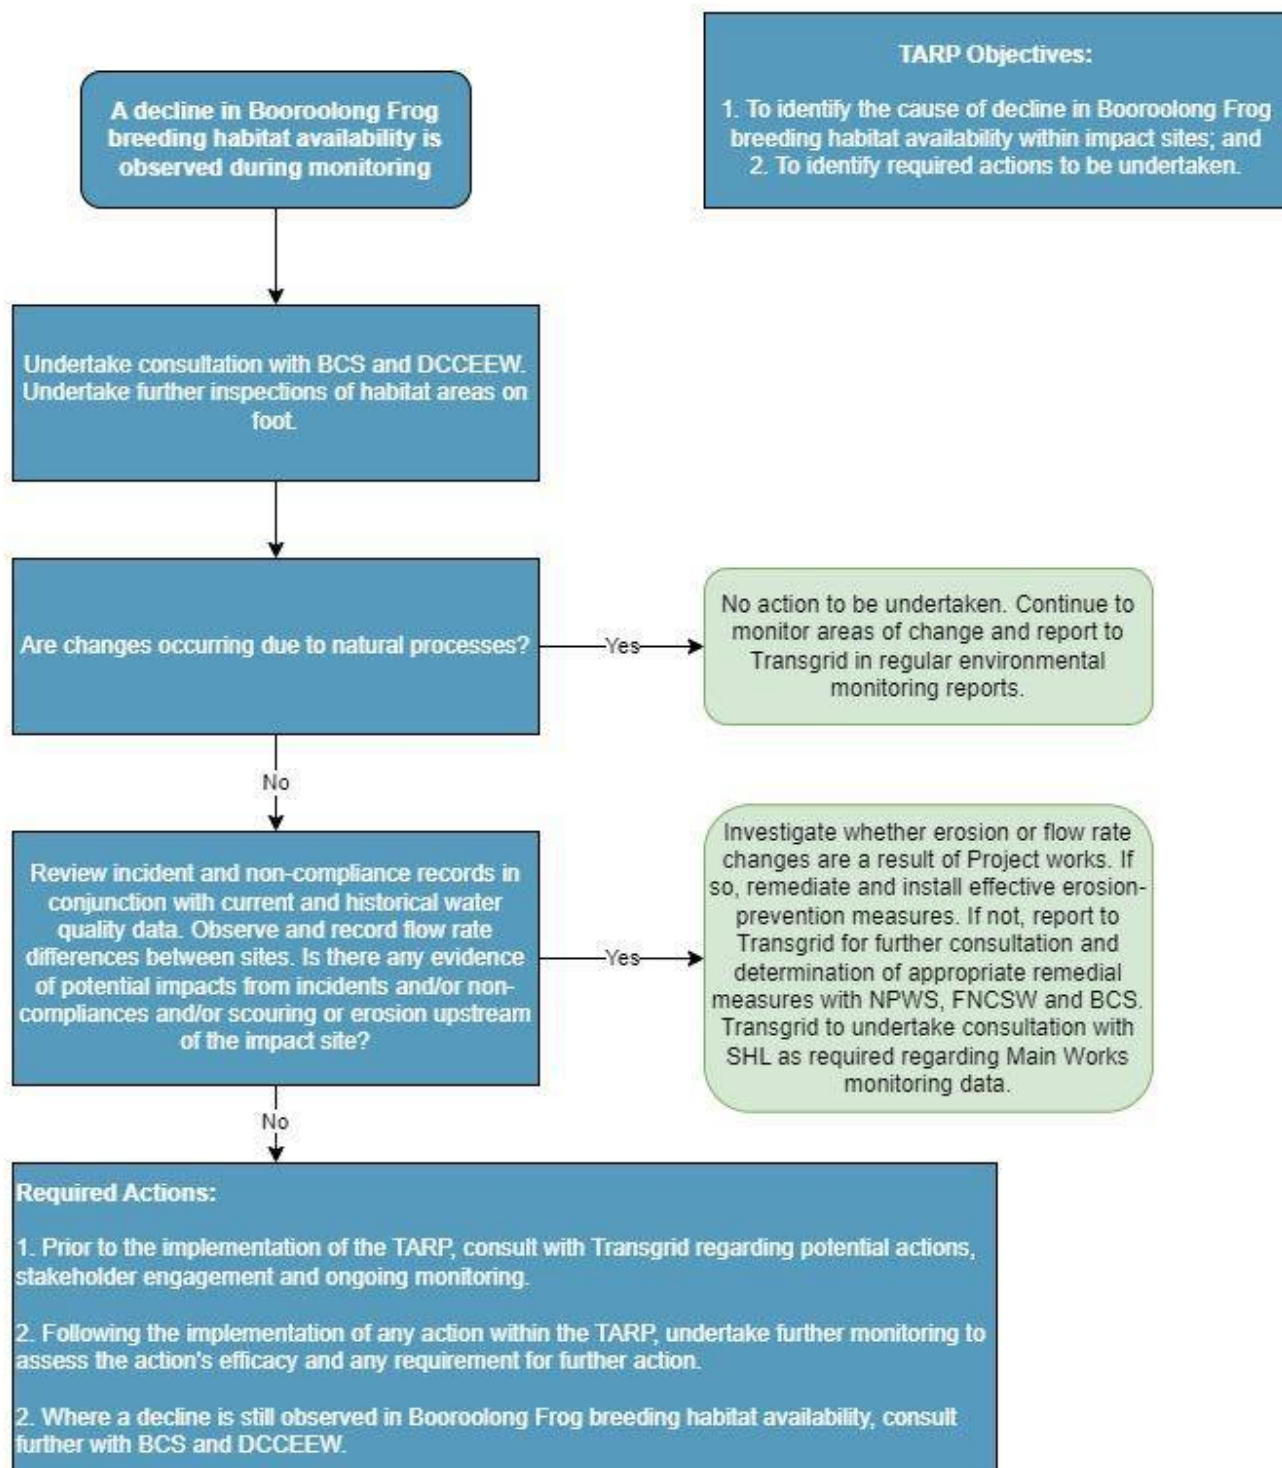 A decline in Booroolong Frog
breeding habitat availability is
observed during monitoring
TARP Objectives:
1. To identify the cause of decline in Booroolong Frog
breeding habitat availability within impact sites; and
2. To identify required actions to be undertaken.
Undertake consultation with BCS and DCCEEW.
Undertake further inspections of habitat areas on
foot.
Are changes occurring due to natural processes?
Yes
No action to be undertaken. Continue to
monitor areas of change and report to
Transgrid in regular environmental
monitoring reports.
No
Review incident and non-compliance records in
conjunction with current and historical water
quality data. Observe and record flow rate
differences between sites. Is there any evidence
of potential impacts from incidents and/or non-
compliances and/or scouring or erosion upstream
of the impact site?
Yes
Investigate whether erosion or flow rate
changes are a result of Project works. If
so, remediate and install effective erosion-
prevention measures. If not, report to
Transgrid for further consultation and
determination of appropriate remedial
measures with NPWS, FNCSW and BCS.
Transgrid to undertake consultation with
SHL as required regarding Main Works
monitoring data.
No
Required Actions:
1. Prior to the implementation of the TARP, consult with Transgrid regarding potential actions,
stakeholder engagement and ongoing monitoring.
2. Following the implementation of any action within the TARP, undertake further monitoring to
assess the action's efficacy and any requirement for further action.
2. Where a decline is still observed in Booroolong Frog breeding habitat availability, consult
further with BCS and DCCEEW.